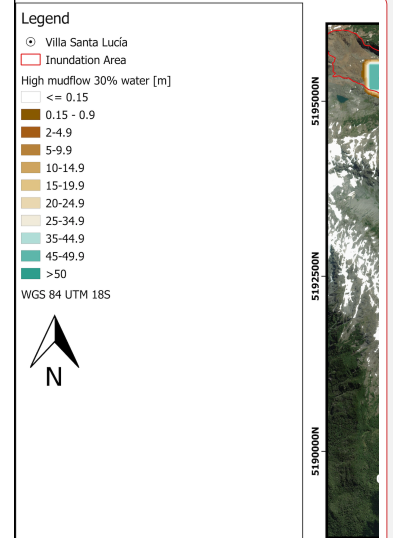 Legend
Villa Santa Lucía
Inundation Area
High mudflow 30% water [m]
<= 0.15
0.15 - 0.9
2-4.9
5-9.9
10-14.9
15-19.9
20-24.9
25-34.9
35-44.9
45-49.9
>50
WGS 84 UTM 18S
N
5195000N
5192500N
5190000N